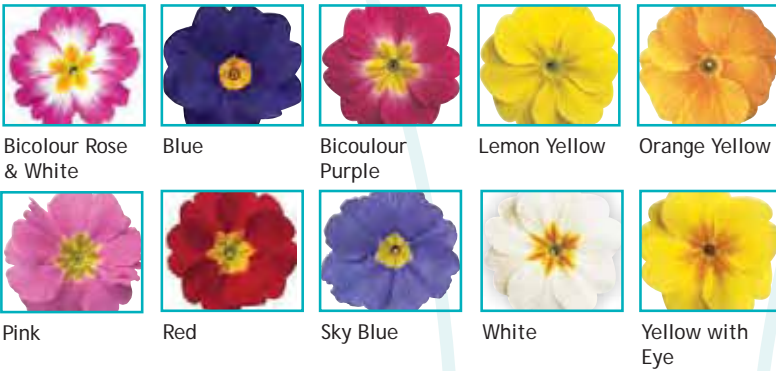 Bicolour Rose
& White
Blue
Bicoulour
Purple
Lemon Yellow
Orange Yellow
Pink
Red
Sky Blue
White
Yellow with
Eye